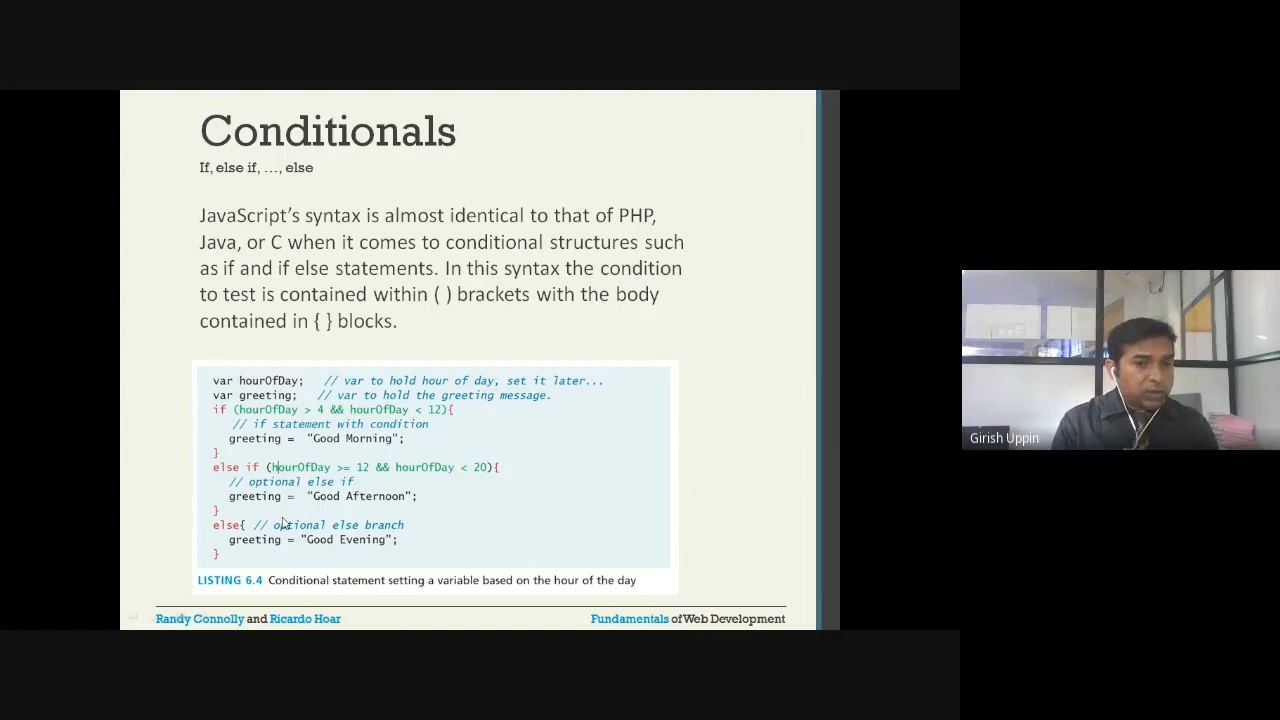 Conditionals
If, else if, …, else
JavaScript's syntax is almost identical to that of PHP,
Java, or C when it comes to conditional structures such
as if and if else statements. In this syntax the condition
to test is contained within ( ) brackets with the body
contained in { } blocks.
var hourOfDay;   // var to hold hour of day, set it later...
var greeting;   // var to hold the greeting message.
if (hourOfDay > 4 && hourOfDay < 12){
// if statement with condition
greeting =  "Good Morning";
}
else if (hourOfDay >= 12 && hourOfDay < 20){
// optional else if
greeting =  "Good Afternoon";
}
else{ // optional else branch
greeting = "Good Evening";
}
LISTING 6.4 Conditional statement setting a variable based on the hour of the day
Randy Connolly and Ricardo Hoar
Fundamentals of Web Development
Girish Uppin